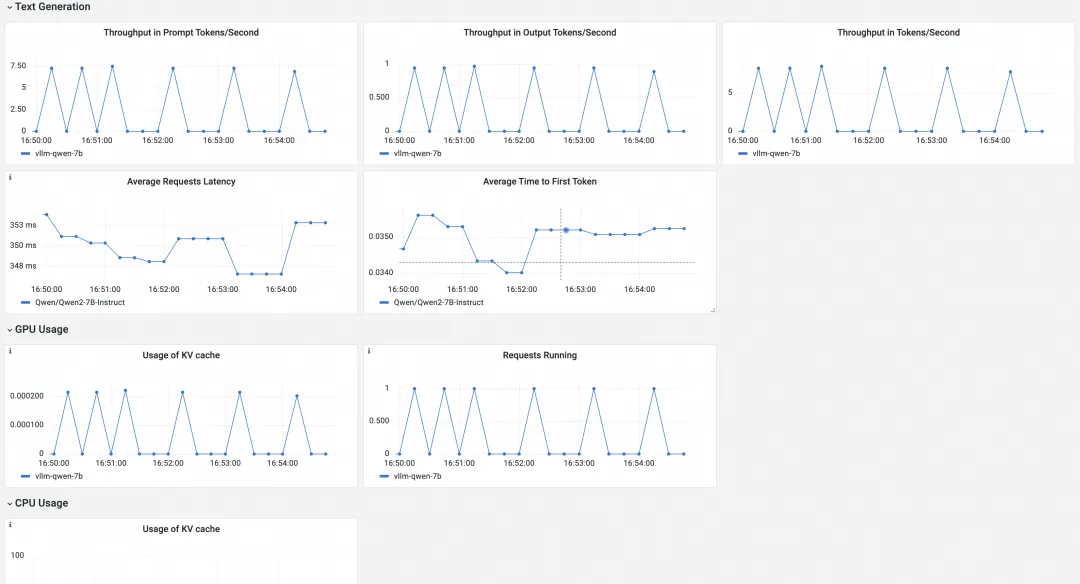 Text Generation
Throughput in Prompt Tokens/Second
7.50
5
2.50
0
16:50:00 16:51:00 16:52:00 16:53:00 16:54:00
vllm-qwen-7b
Throughput in Output Tokens/Second
1
0.500
0
16:50:00 16:51:00 16:52:00 16:53:00 16:54:00
vllm-qwen-7b
Throughput in Tokens/Second
5
0
16:50:00 16:51:00 16:52:00 16:53:00 16:54:00
vllm-qwen-7b
i
Average Requests Latency
353 ms
350 ms
348 ms
16:50:00 16:51:00 16:52:00 16:53:00 16:54:00
Qwen/Qwen2-7B-Instruct
Average Time to First Token
0.0350
0.0340
16:50:00 16:51:00 16:52:00 16:53:00 16:54:00
Qwen/Qwen2-7B-Instruct
GPU Usage
i
Usage of KV cache
0.000200
0.000100
0
16:50:00 16:51:00 16:52:00 16:53:00 16:54:00
vllm-qwen-7b
i
Requests Running
1
0.500
0
16:50:00 16:51:00 16:52:00 16:53:00 16:54:00
vllm-qwen-7b
CPU Usage
i
Usage of KV cache
100